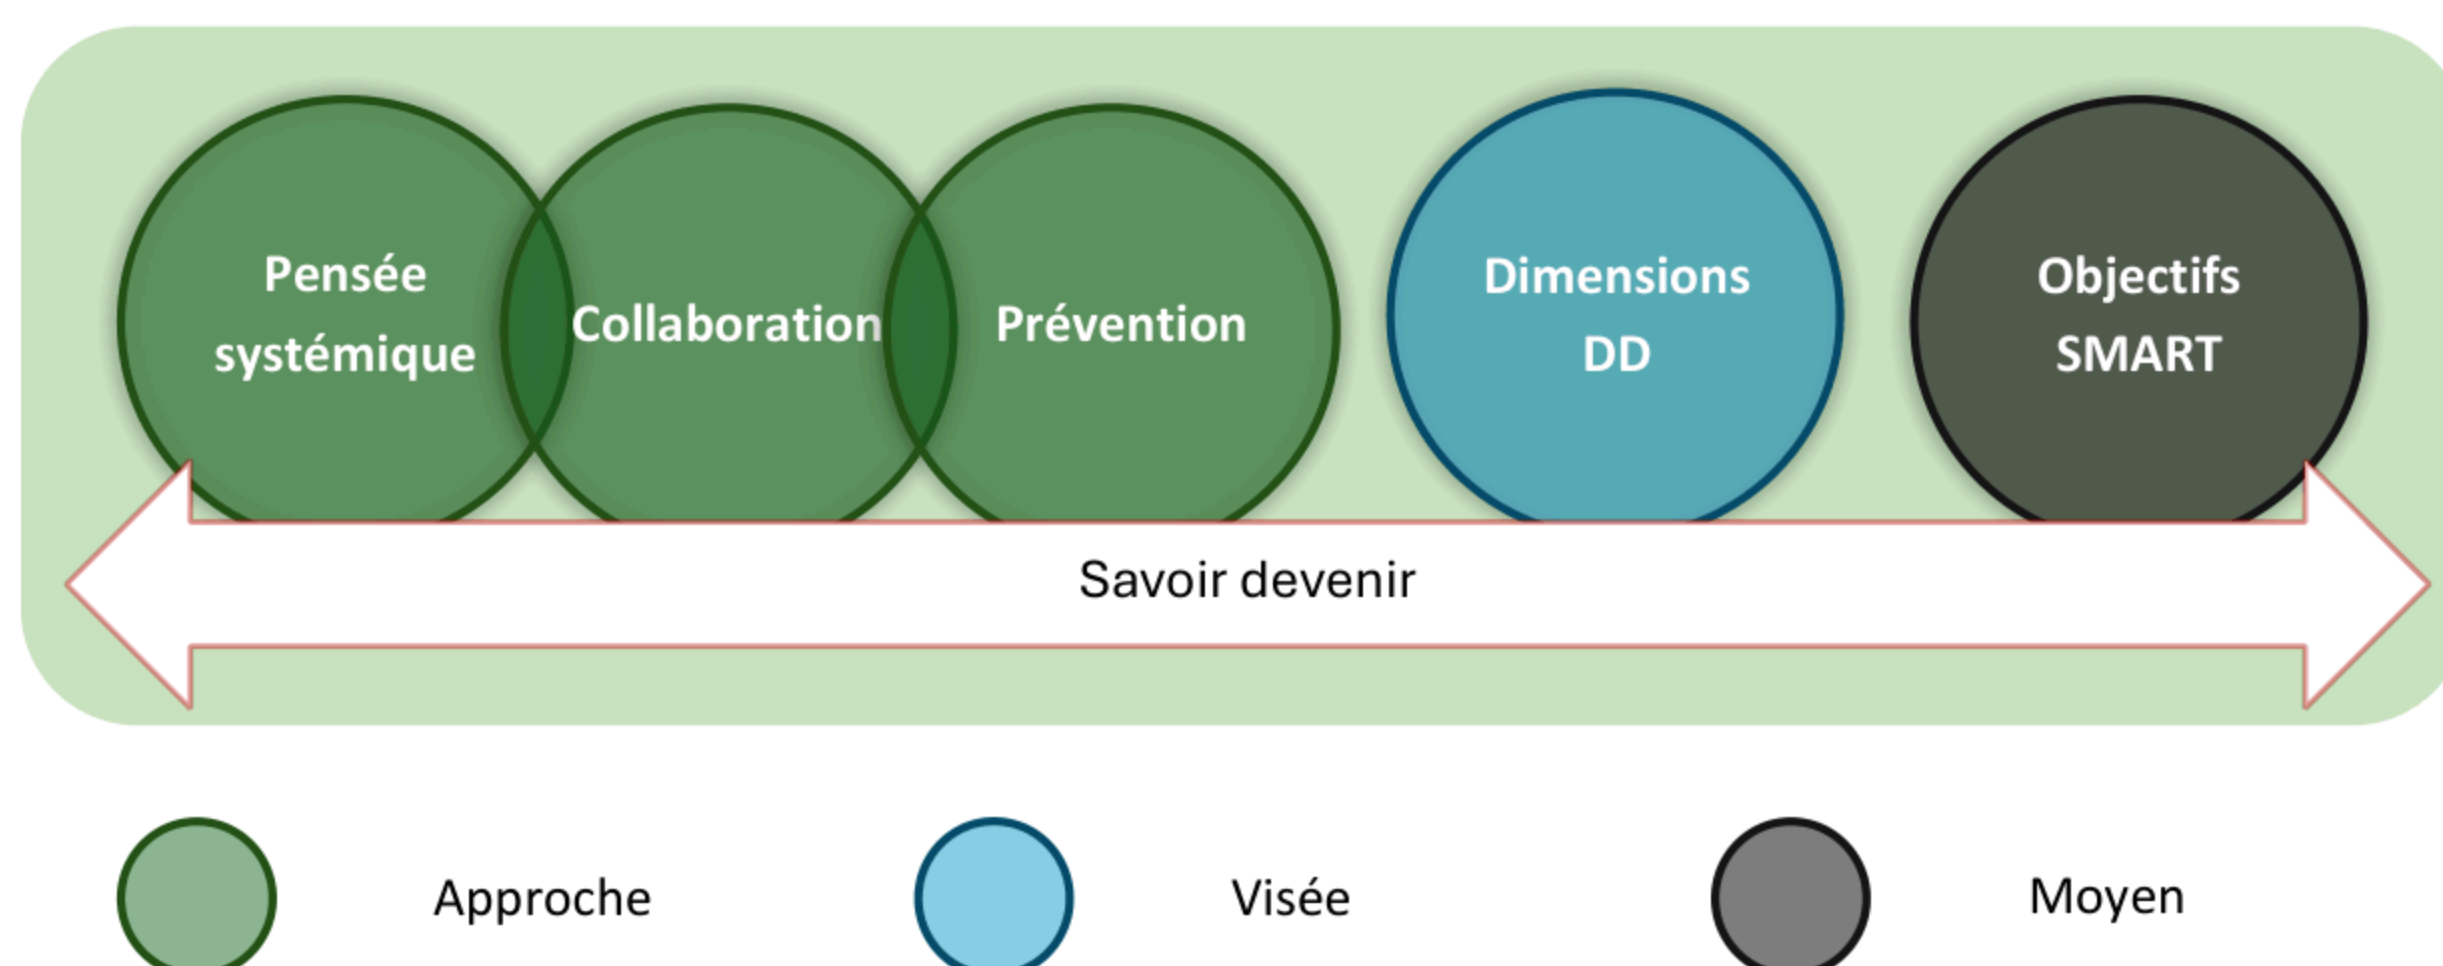 Pensée
systémique
Collaboration
Prévention
Dimensions
DD
Objectifs
SMART
Savoir devenir
Approche
Visée
Moyen